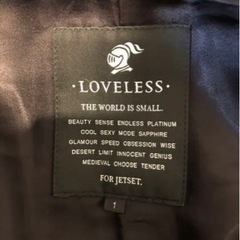 · LOVELESS ·
THE WORLD IS SMALL.
BEAUTY SENSE ENDLESS PLATINUM
COOL SEXY MODE SAPPHIRE
GLAMOUR SPEED OBSESSION WISE
DESERT LIMIT INNOCENT GENIUS
MEDIEVAL CHOOSE TENDER
FOR JETSET.
1